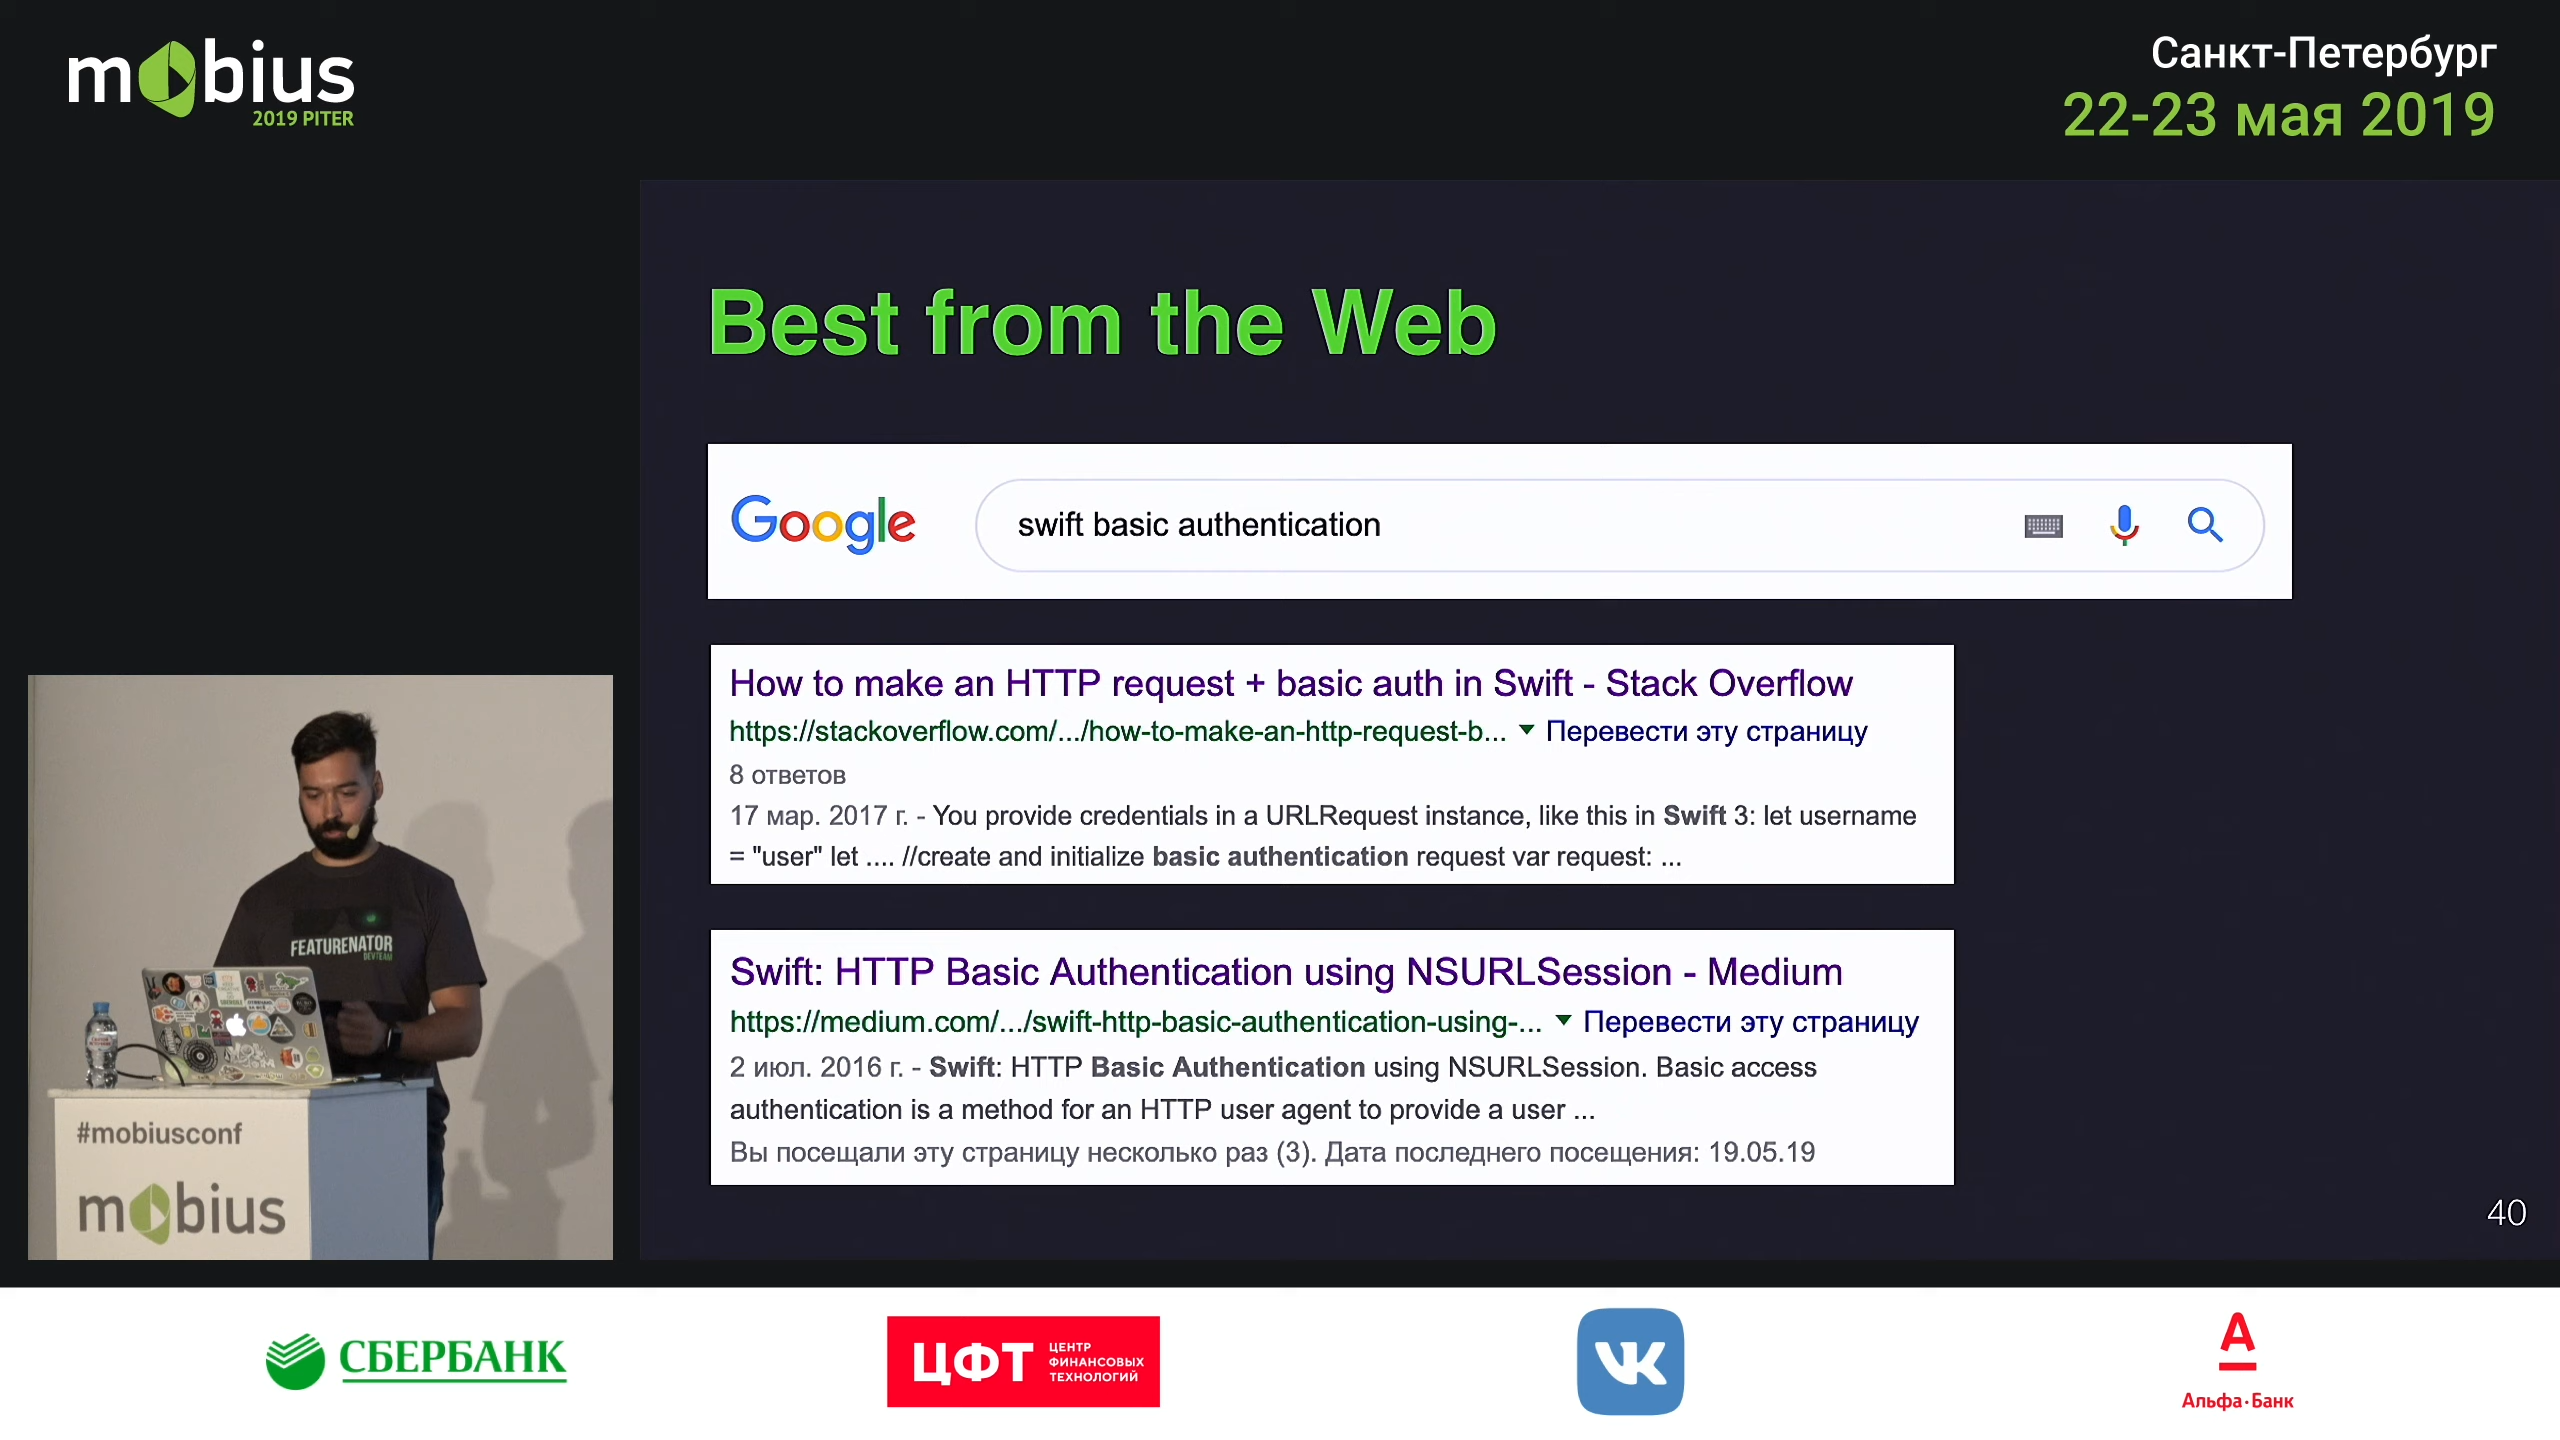 mobius
2019 PITER
Санкт-Петербург
22-23 мая 2019
Best from the Web
Google
swift basic authentication
How to make an HTTP request + basic auth in Swift - Stack Overflow
https://stackoverflow.com/.../how-to-make-an-http-request-b... ▼ Перевести эту страницу
8 ответов
17 мар. 2017 г. - You provide credentials in a URLRequest instance, like this in Swift 3: let username
= "user" let .... //create and initialize basic authentication request var request: ...
Swift: HTTP Basic Authentication using NSURLSession - Medium
https://medium.com/.../swift-http-basic-authentication-using-... ▼ Перевести эту страницу
2 июл. 2016 г. - Swift: HTTP Basic Authentication using NSURLSession. Basic access
authentication is a method for an HTTP user agent to provide a user ...
Вы посещали эту страницу несколько раз (3). Дата последнего посещения: 19.05.19
40
FEATURENATOR
DEVTEAM
#mobiusconf
mobius
СБЕРБАНК
ЦФТ
ЦЕНТР
ФИНАНСОВЫХ
ТЕХНОЛОГИЙ
VK
А
Альфа·Банк